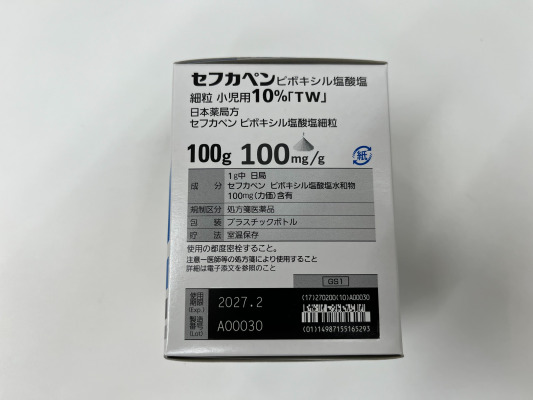 セフカペンピボキシル塩酸塩
細粒 小児用10%「TW」
日本薬局方
セフカペン ピボキシル塩酸塩細粒
100g 100mg/g
紙
成分 1g中 日局
セフカペン ピボキシル塩酸塩水和物
100mg(力価)含有
規制区分 処方箋医薬品
包装 プラスチックボトル
貯法 室温保存
使用の都度密栓すること。
注意−医師等の処方箋により使用すること
詳細は電子添文を参照のこと
GS1
使用期限(Exp.) 2027.2
製造番号(Lot) A00030
(17)270200(10)A00030
(01)14987155165293